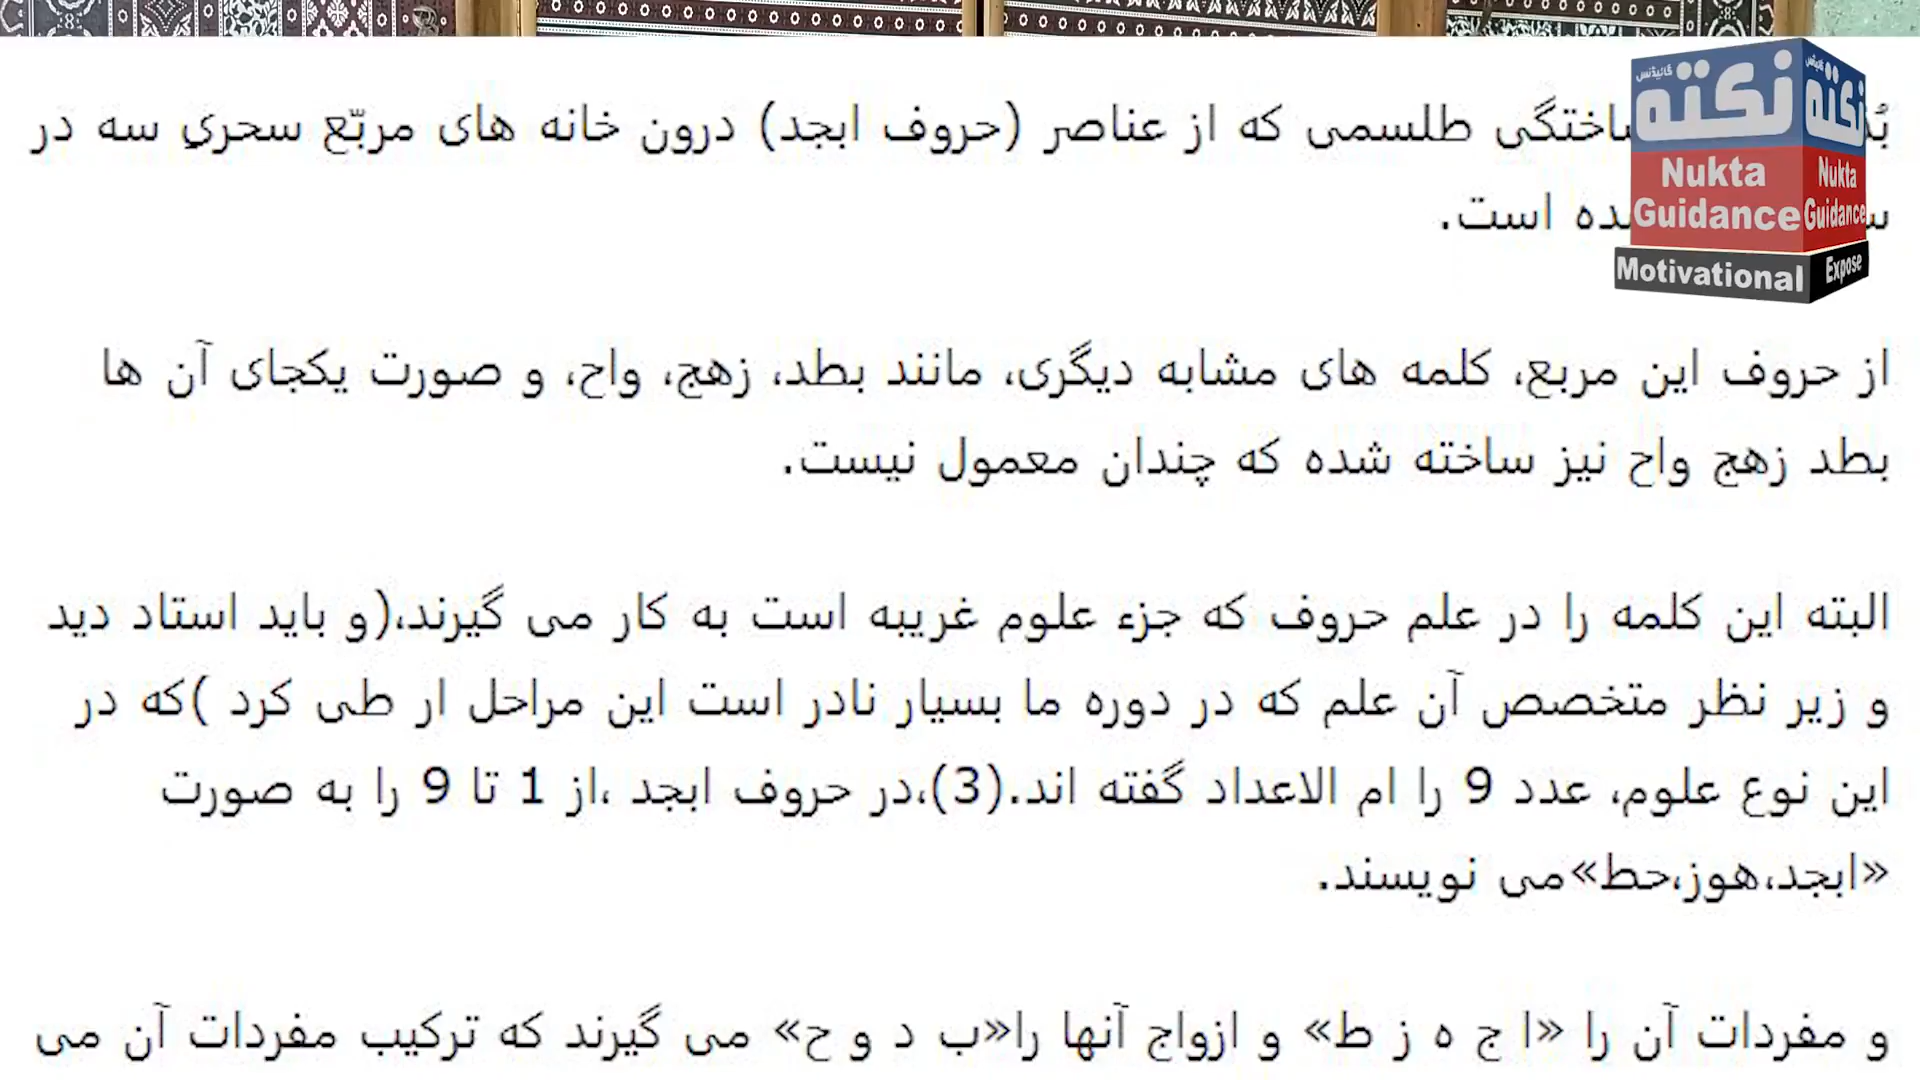 ساختگی طلسمی که از عناصر (حروف ابجد) درون خانه های مربّع سحریِ سه در
است.
از حروف این مربع، کلمه های مشابه دیگری، مانند بطد، زهج، واح، و صورت یکجای آن ها
بطد زهج واح نیز ساخته شده که چندان معمول نیست.
البته این کلمه را در علم حروف که جزء علوم غریبه است به کار می گیرند،(و باید استاد دید
و زیر نظر متخصص آن علم که در دوره ما بسیار نادر است این مراحل ار طی کرد )که در
این نوع علوم، عدد 9 را ام الاعداد گفته اند.(3)،در حروف ابجد ،از 1 تا 9 را به صورت
«ابجد،هوز،حط»می نویسند.
و مفردات آن را «ا ج ه ز ط» و ازواج آنها را«ب د و ح» می گیرند که ترکیب مفردات آن می
نکتہ گائیڈنس
Nukta
Guidance
Motivational
نکتہ گائیڈنس
Nukta
Guidance
Expose